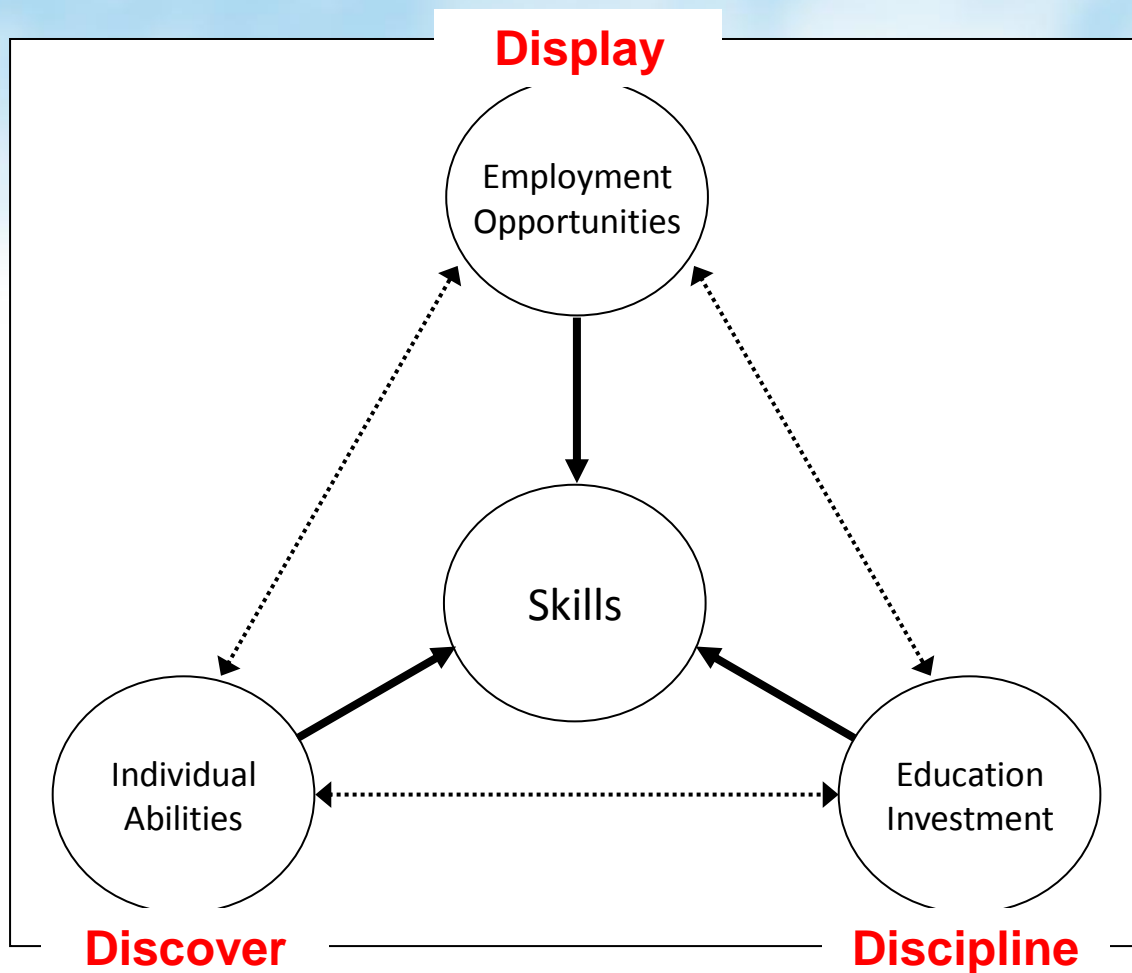 Display
Employment
Opportunities
Skills
Individual
Abilities
Education
Investment
Discover
Discipline